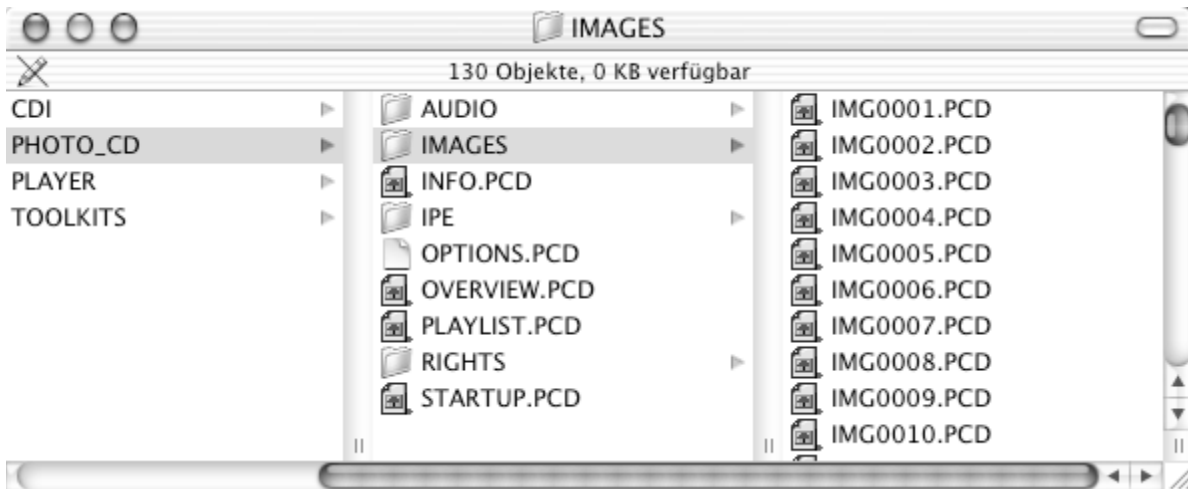 IMAGES
130 Objekte, 0 KB verfügbar
CDI
PHOTO_CD
PLAYER
TOOLKITS
AUDIO
IMAGES
INFO.PCD
IPE
OPTIONS.PCD
OVERVIEW.PCD
PLAYLIST.PCD
RIGHTS
STARTUP.PCD
IMG0001.PCD
IMG0002.PCD
IMG0003.PCD
IMG0004.PCD
IMG0005.PCD
IMG0006.PCD
IMG0007.PCD
IMG0008.PCD
IMG0009.PCD
IMG0010.PCD